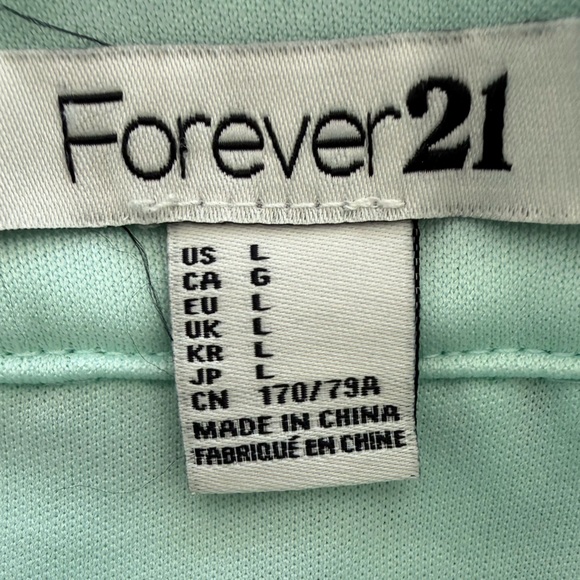 Forever21
US L
CA G
EU L
UK L
KR L
JP L
CN 170/79A
MADE IN CHINA
FABRIQUÉ EN CHINE